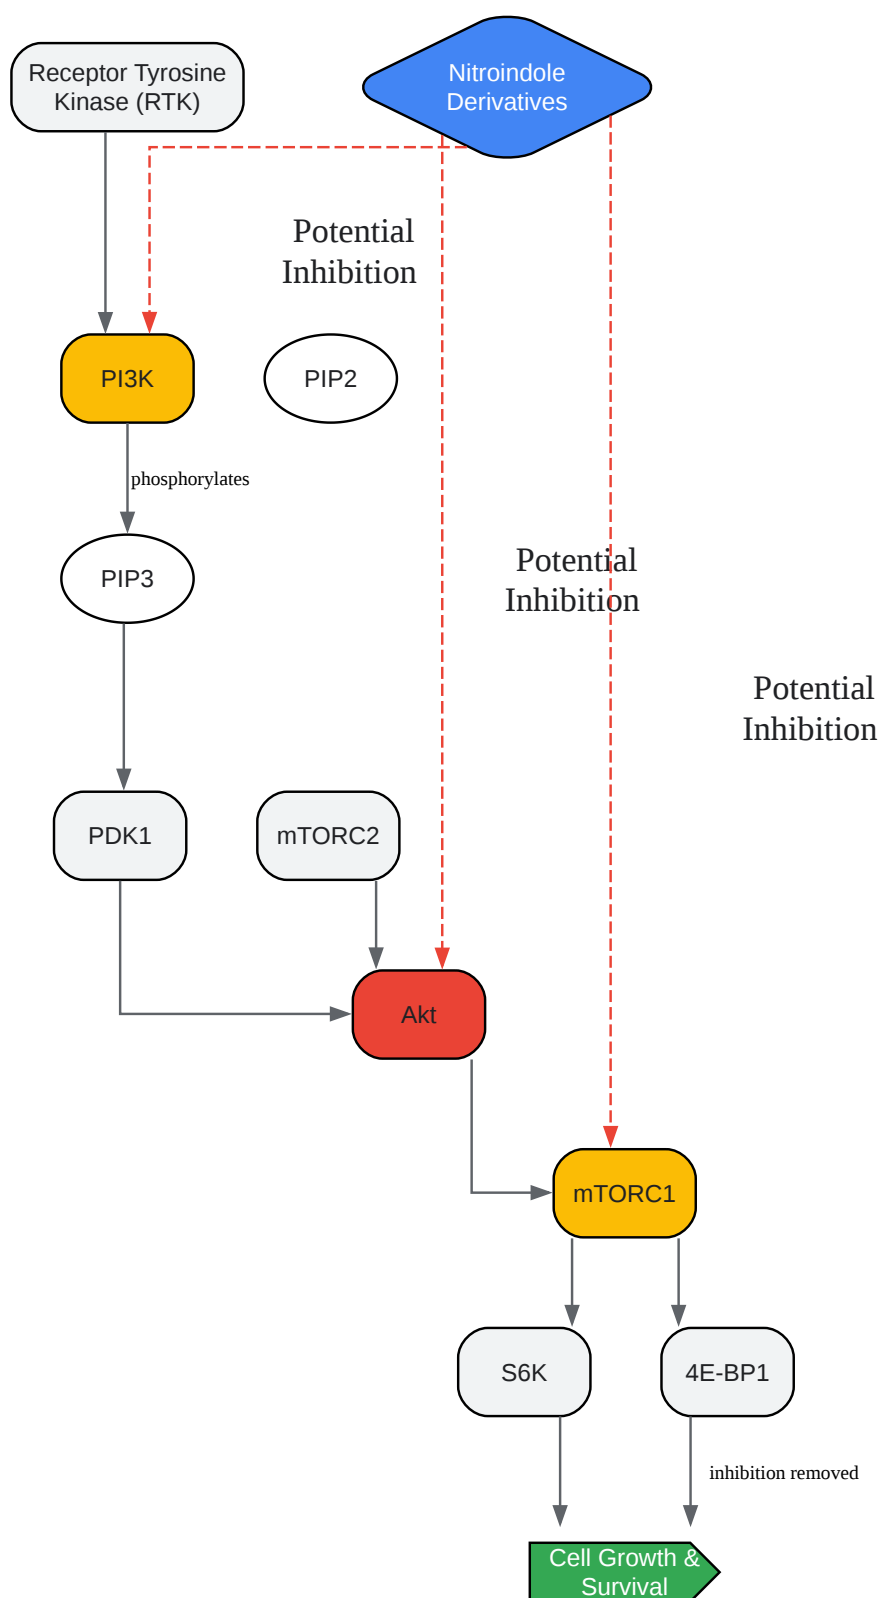 Receptor Tyrosine
Kinase (RTK)
Nitroindole
Derivatives
Potential
Inhibition
PI3K
PIP2
phosphorylates
PIP3
Potential
Inhibition
Potential
Inhibition
PDK1
mTORC2
Akt
mTORC1
S6K
4E-BP1
inhibition removed
Cell Growth &
Survival